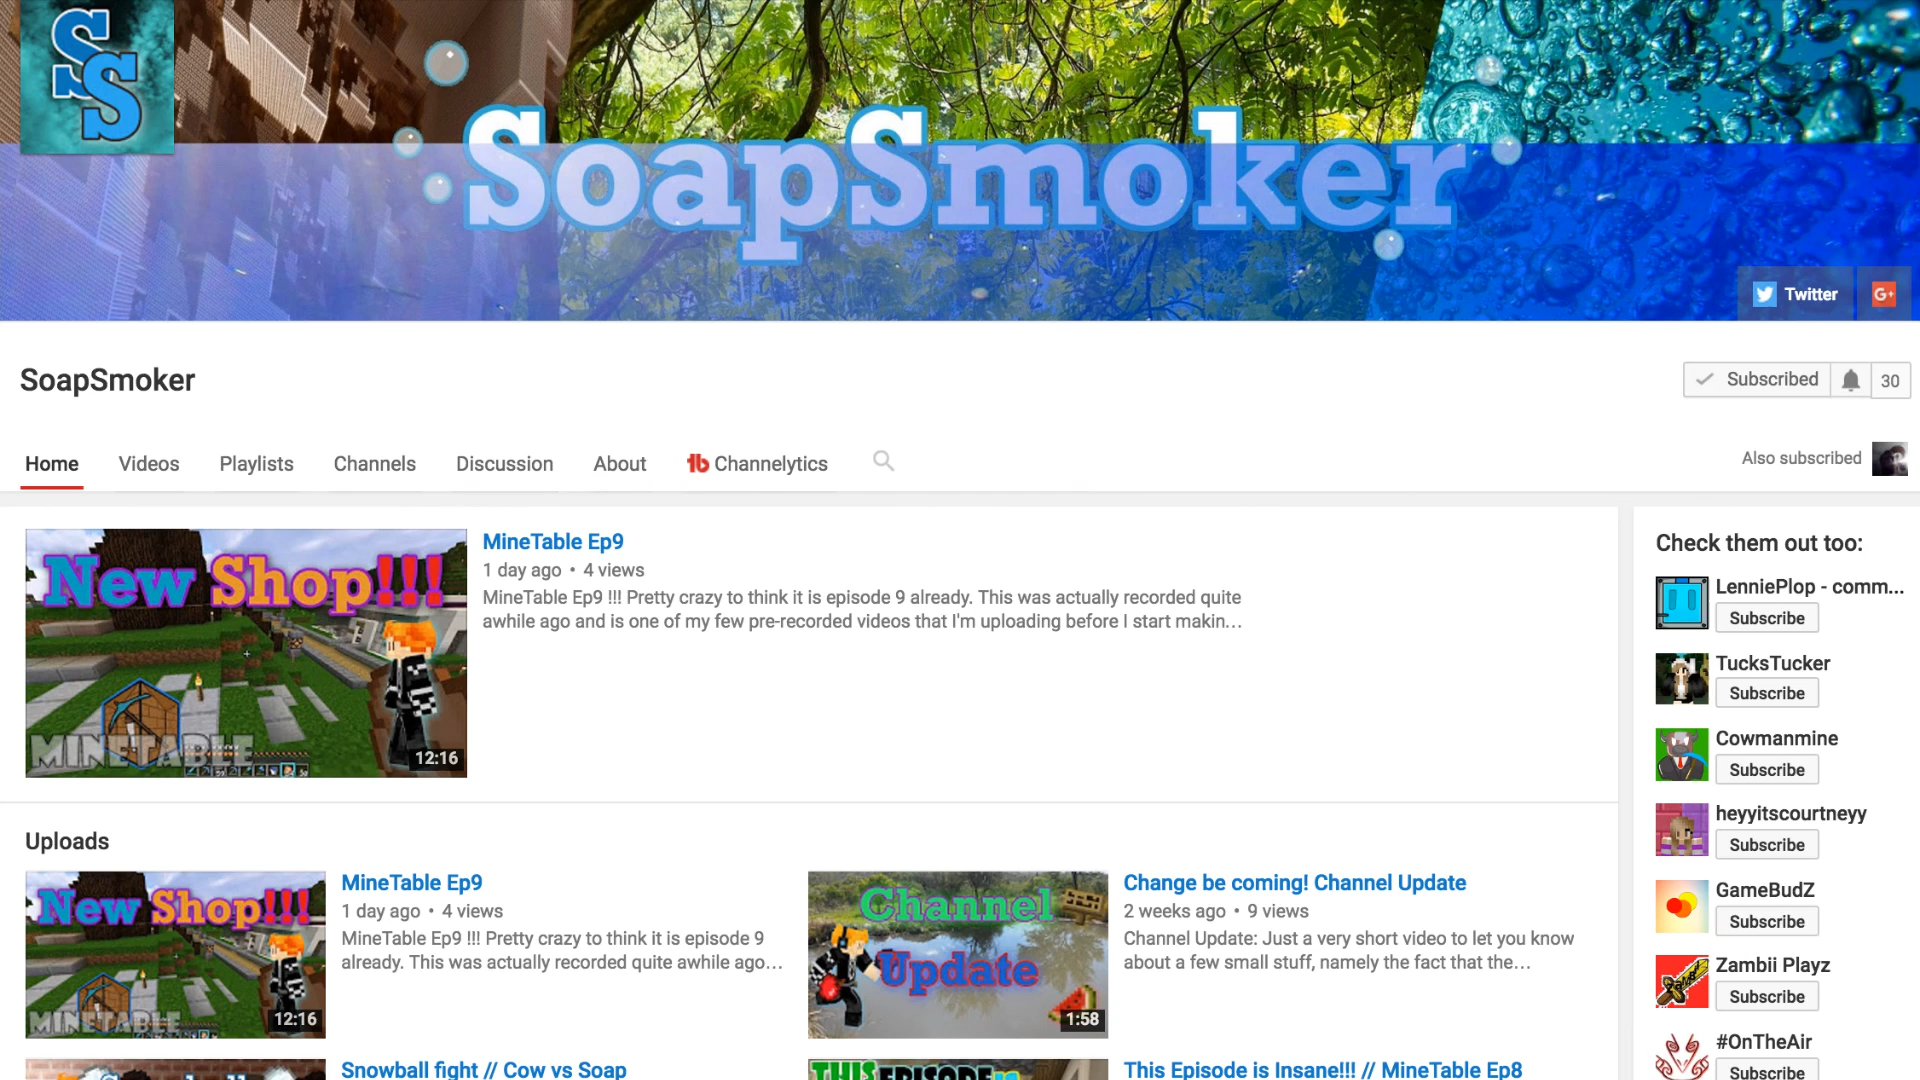 SS
SoapSmoker
Twitter
G+
SoapSmoker
Subscribed
30
Home
Videos
Playlists
Channels
Discussion
About
Channelytics
Also subscribed
New Shop!!!
MINETABLE
12:16
MineTable Ep9
1 day ago • 4 views
MineTable Ep9 !!! Pretty crazy to think it is episode 9 already. This was actually recorded quite
awhile ago and is one of my few pre-recorded videos that I'm uploading before I start makin...
Uploads
New Shop!!!
MINETABLE
12:16
MineTable Ep9
1 day ago • 4 views
MineTable Ep9 !!! Pretty crazy to think it is episode 9
already. This was actually recorded quite awhile ago...
Channel
Update
1:58
Change be coming! Channel Update
2 weeks ago • 9 views
Channel Update: Just a very short video to let you know
about a few small stuff, namely the fact that the...
Snowball fight // Cow vs Soap
THIS EPISODE
This Episode is Insane!!! // MineTable Ep8
Check them out too:
LenniePlop - comm...
Subscribe
TucksTucker
Subscribe
Cowmanmine
Subscribe
heyyitscourtneyy
Subscribe
GameBudZ
Subscribe
Zambii Playz
Subscribe
#OnTheAir
Subscribe